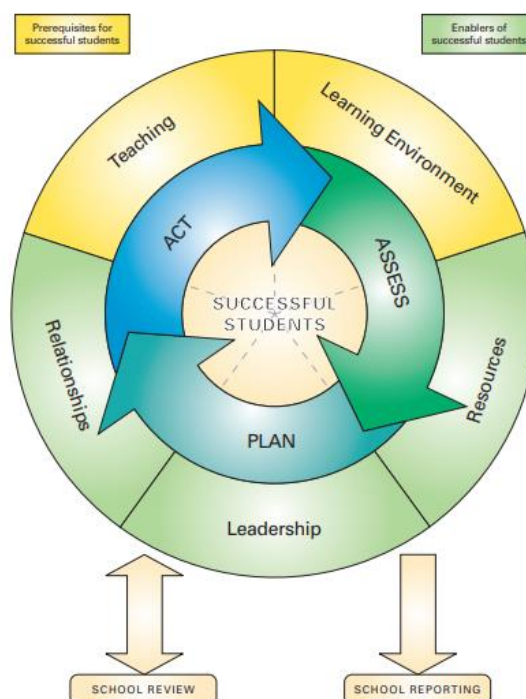 Prerequisites for
successful students
Enablers of
successful students
Teaching
Learning Environment
ACT
ASSESS
SUCCESSFUL
STUDENTS
Relationships
Resources
PLAN
Leadership
SCHOOL REVIEW
SCHOOL REPORTING